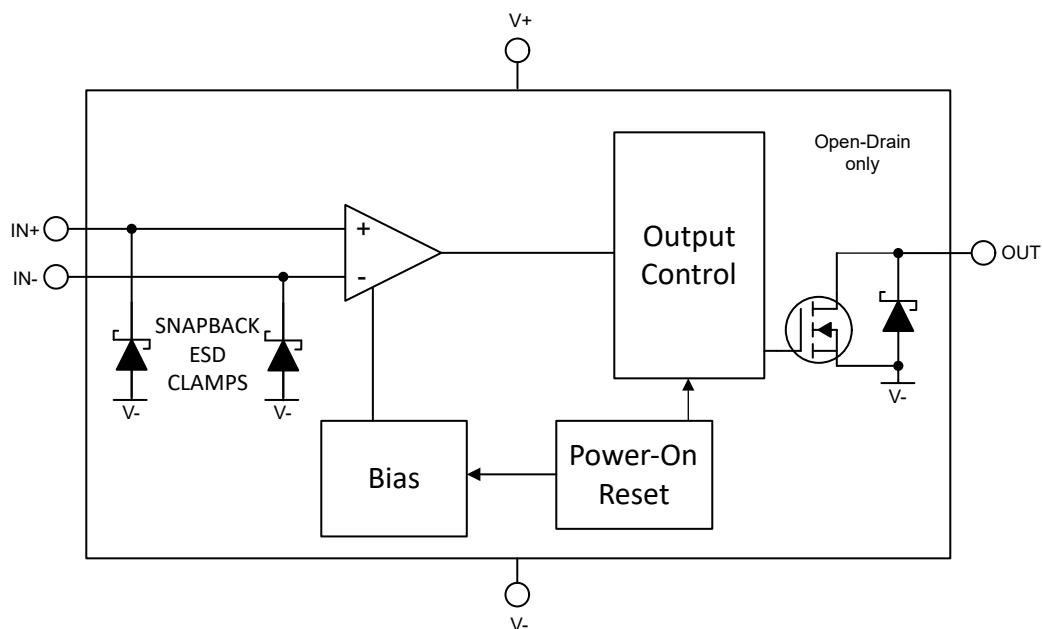 V+
Open-Drain
only
IN+
+
Output
Control
IN-
-
OUT
SNAPBACK
ESD
CLAMPS
V-
V-
V-
Bias
Power-On
Reset
V-